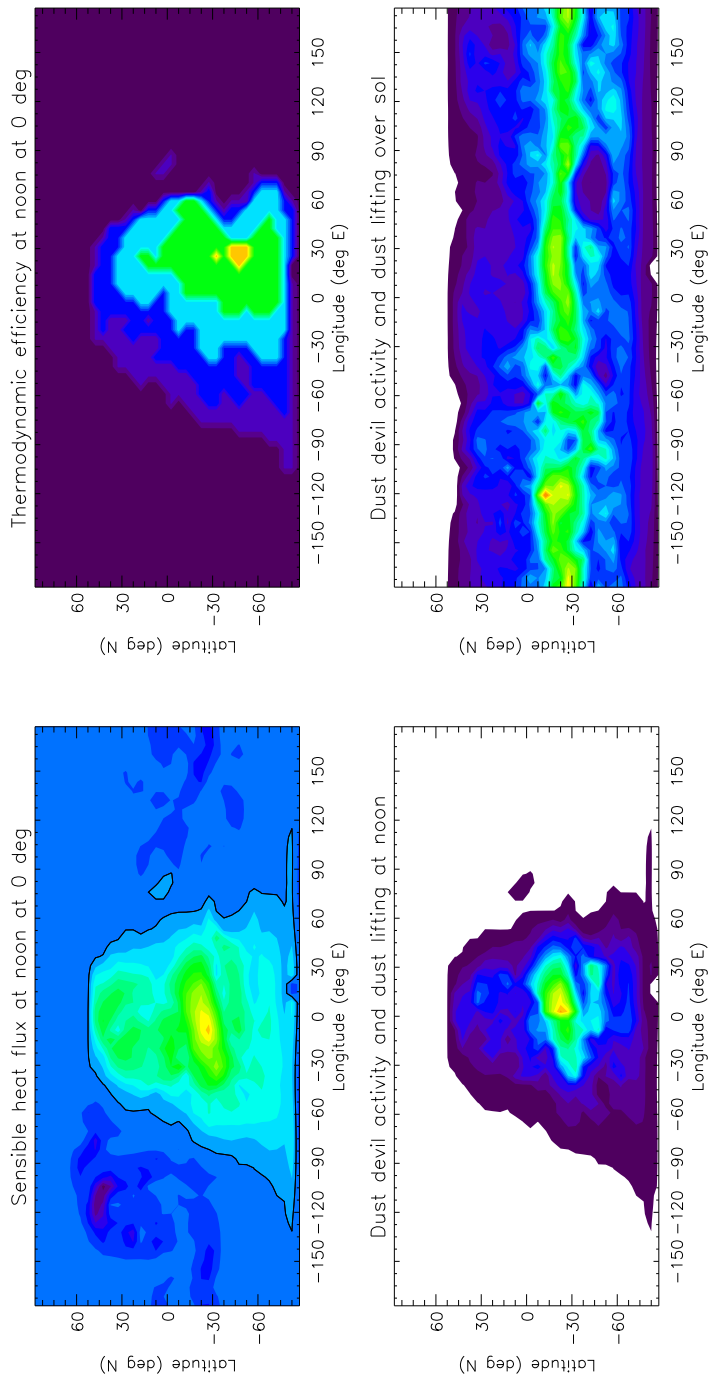 Sensible heat flux at noon at 0 deg
Latitude (deg N)
60
30
0
−30
−60
−150 −120 −90 −60 −30 0 30 60 90 120 150
Longitude (deg E)
Thermodynamic efficiency at noon at 0 deg
Latitude (deg N)
60
30
0
−30
−60
−150 −120 −90 −60 −30 0 30 60 90 120 150
Longitude (deg E)
Dust devil activity and dust lifting at noon
Latitude (deg N)
60
30
0
−30
−60
−150 −120 −90 −60 −30 0 30 60 90 120 150
Longitude (deg E)
Dust devil activity and dust lifting over sol
Latitude (deg N)
60
30
0
−30
−60
−150 −120 −90 −60 −30 0 30 60 90 120 150
Longitude (deg E)